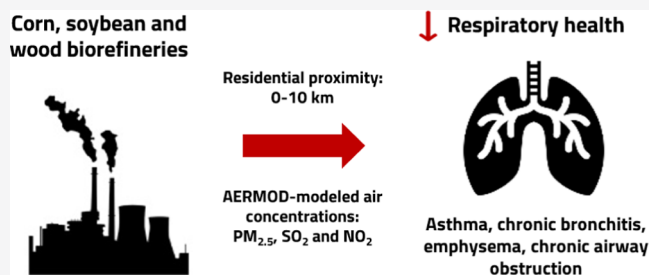 Corn, soybean and
wood biorefineries
Residential proximity:
0-10 km
AERMOD-modeled air
concentrations:
PM2.5, SO2 and NO2
↓ Respiratory health
Asthma, chronic bronchitis,
emphysema, chronic airway
obstruction